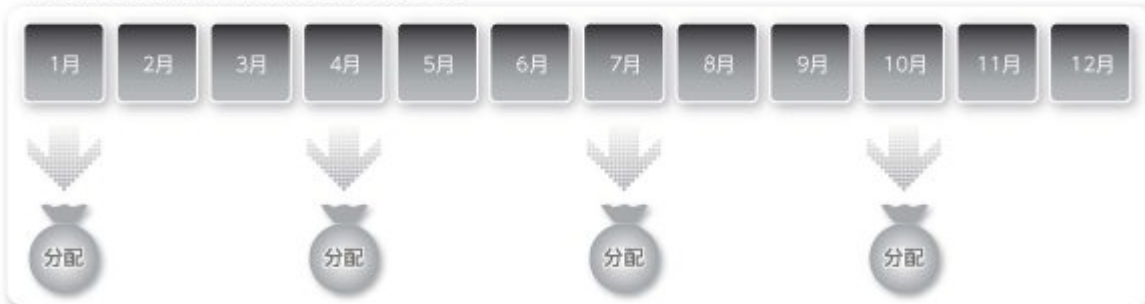 1月 2月 3月 4月 5月 6月 7月 8月 9月 10月 11月 12月
分配 分配 分配 分配